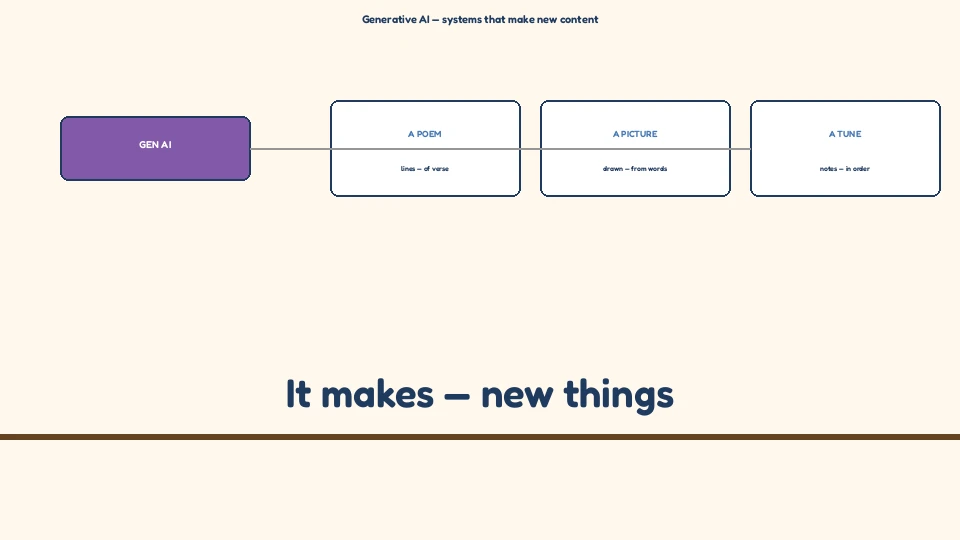 Generative AI — systems that make new content
GEN AI
A POEM
lines — of verse
A PICTURE
drawn — from words
A TUNE
notes — in order
It makes — new things